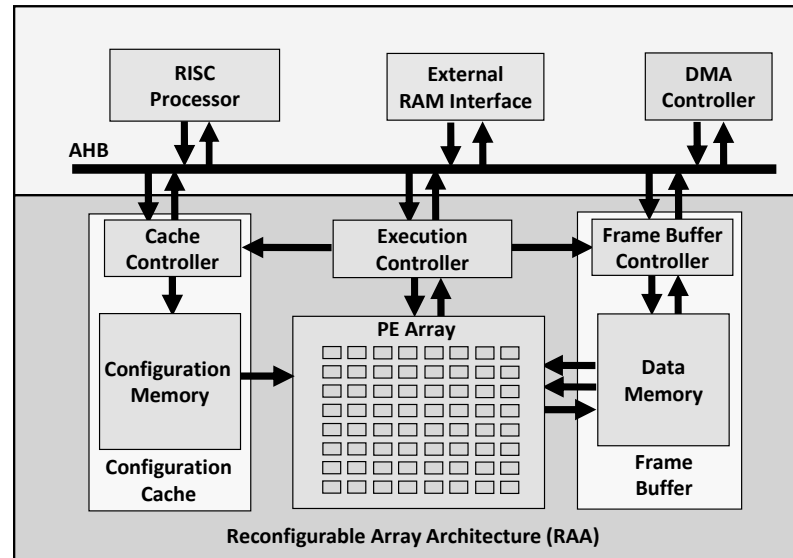 RISC
Processor
External
RAM Interface
DMA
Controller
AHB
Cache
Controller
Execution
Controller
Frame Buffer
Controller
PE Array
Configuration
Memory
Data
Memory
Configuration
Cache
Frame
Buffer
Reconfigurable Array Architecture (RAA)